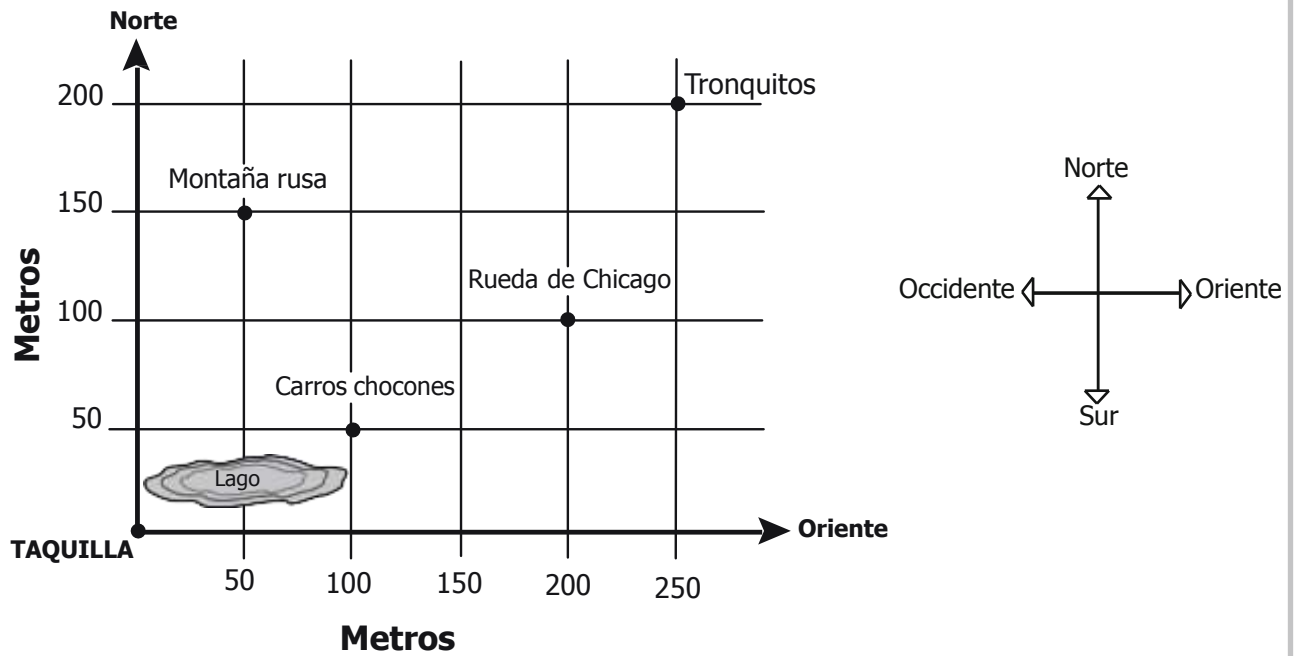 Norte
200
Tronquitos
Montaña rusa
Norte
150
Metros
Rueda de Chicago
Occidente
Oriente
100
Carros chocones
50
Sur
Lago
TAQUILLA
Oriente
50
100
150
200
250
Metros